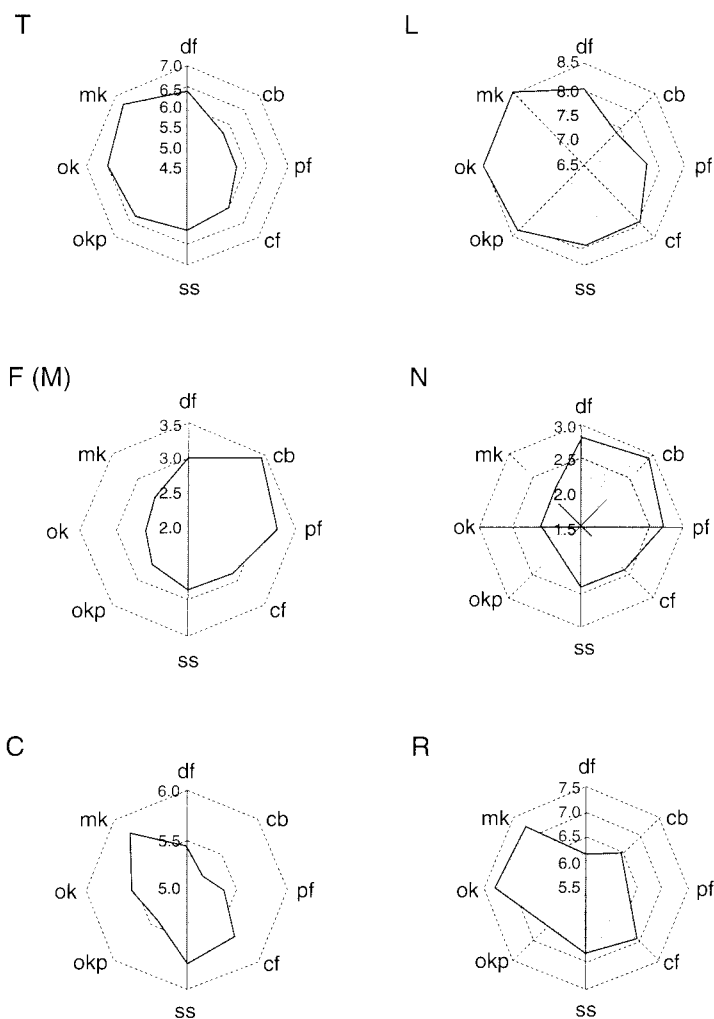 T
df
cb
pf
cf
ss
okp
ok
mk
7.0
6.5
6.0
5.5
5.0
4.5
L
df
cb
pf
cf
ss
okp
ok
mk
8.5
8.0
7.5
7.0
6.5
F (M)
df
cb
pf
cf
ss
okp
ok
mk
3.5
3.0
2.5
2.0
N
df
cb
pf
cf
ss
okp
ok
mk
3.0
2.5
2.0
1.5
C
df
cb
pf
cf
ss
okp
ok
mk
6.0
5.5
5.0
R
df
cb
pf
cf
ss
okp
ok
mk
7.5
7.0
6.5
6.0
5.5